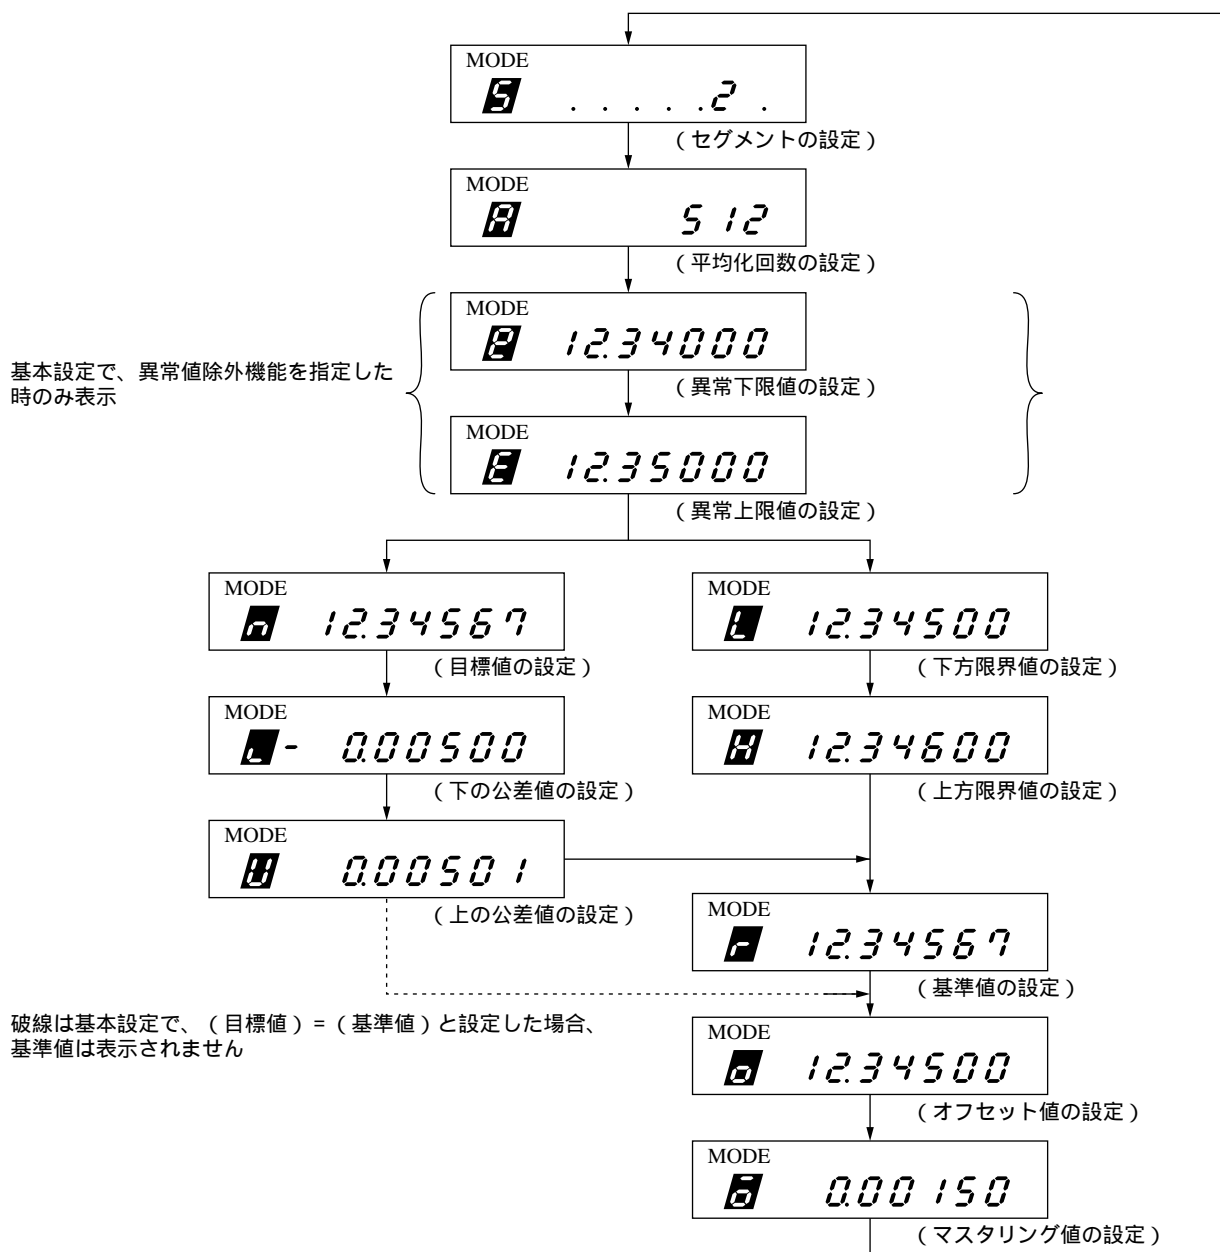 MODE
S . . . . .2 .
(セグメントの設定)
MODE
A 512
(平均化回数の設定)
MODE
e 12.34000
(異常下限値の設定)
基本設定で、異常値除外機能を指定した
時のみ表示
MODE
E 12.35000
(異常上限値の設定)
MODE
n 12.34567
(目標値の設定)
MODE
L 12.34500
(下方限界値の設定)
MODE
- 0.00500
(下の公差値の設定)
MODE
H 12.34600
(上方限界値の設定)
MODE
U 0.00501
(上の公差値の設定)
MODE
r 12.34567
(基準値の設定)
破線は基本設定で、(目標値)=(基準値)と設定した場合、
基準値は表示されません
MODE
o 12.34500
(オフセット値の設定)
MODE
ō 0.00150
(マスタリング値の設定)